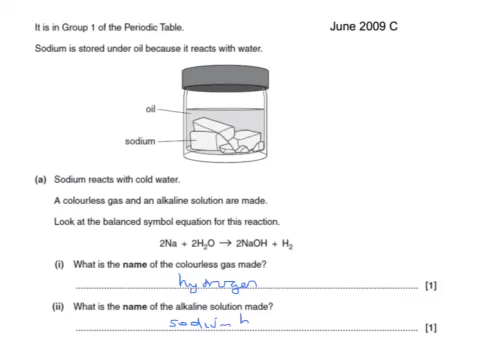 It is in Group 1 of the Periodic Table.
June 2009 C
Sodium is stored under oil because it reacts with water.
oil
sodium
(a) Sodium reacts with cold water.
A colourless gas and an alkaline solution are made.
Look at the balanced symbol equation for this reaction.
2Na + 2H₂O → 2NaOH + H₂
(i) What is the name of the colourless gas made?
hydrogen [1]
(ii) What is the name of the alkaline solution made?
sodium h [1]